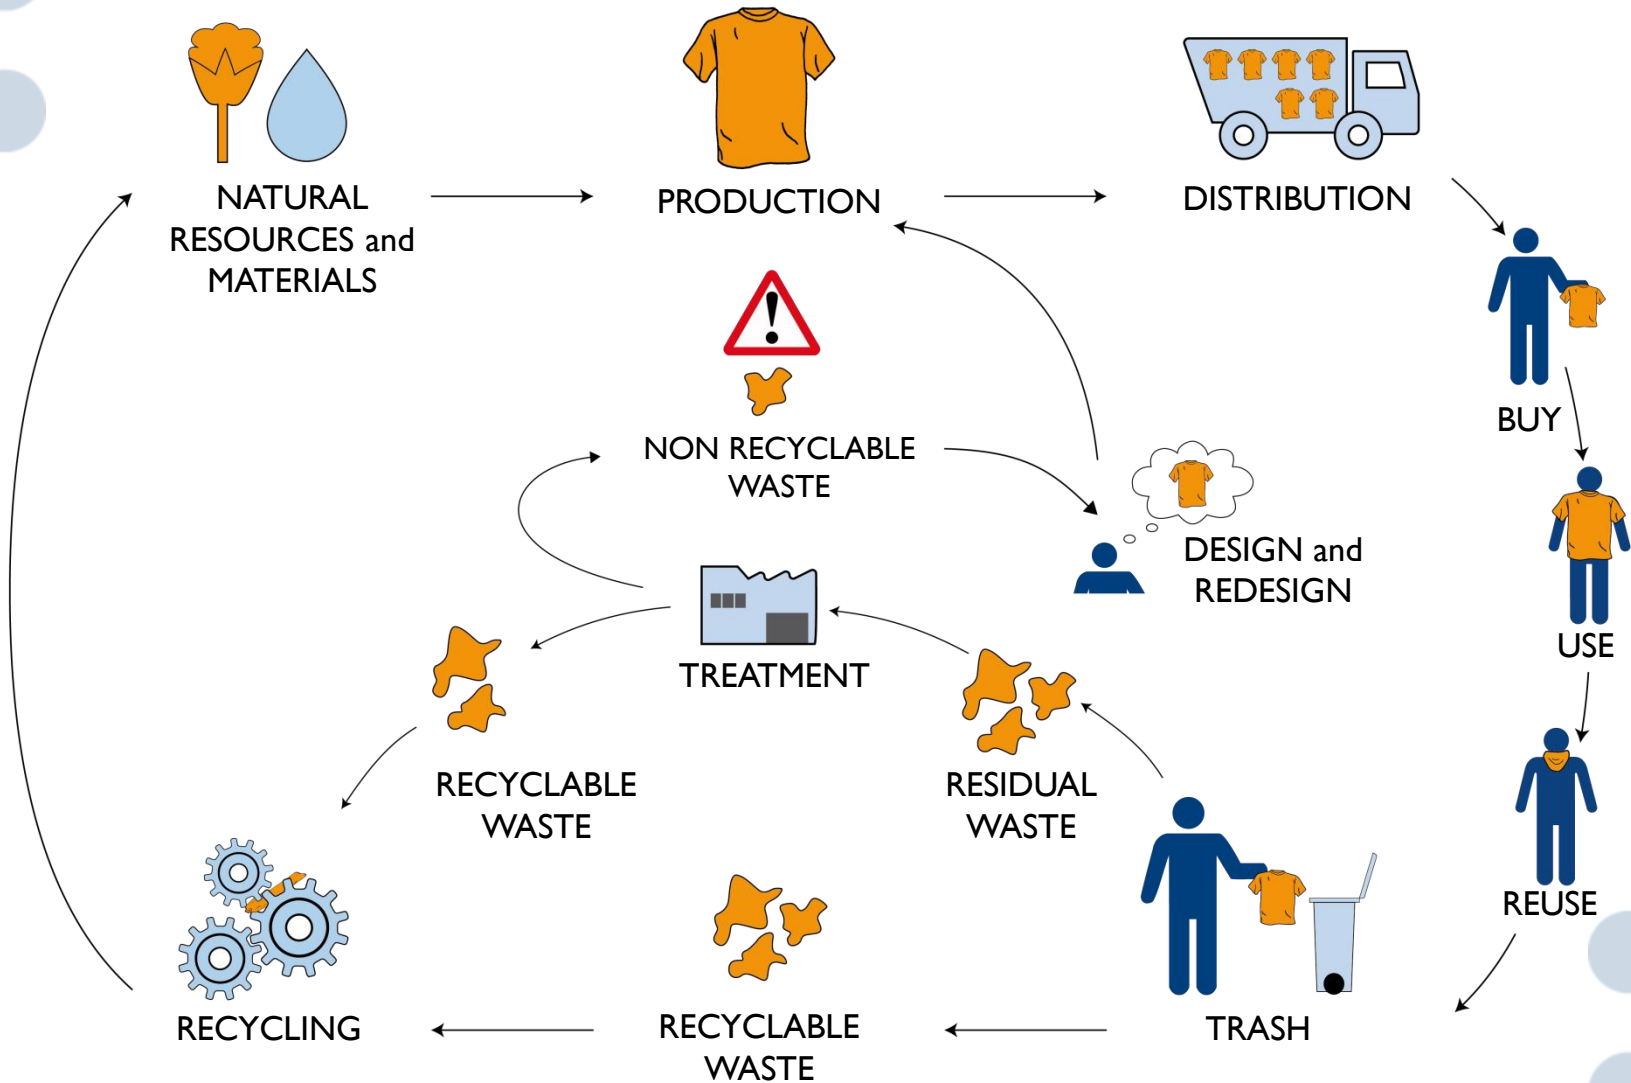 NATURAL
RESOURCES and
MATERIALS
PRODUCTION
DISTRIBUTION
BUY
USE
REUSE
TRASH
RECYCLABLE
WASTE
RECYCLING
RESIDUAL
WASTE
TREATMENT
RECYCLABLE
WASTE
NON RECYCLABLE
WASTE
DESIGN and
REDESIGN